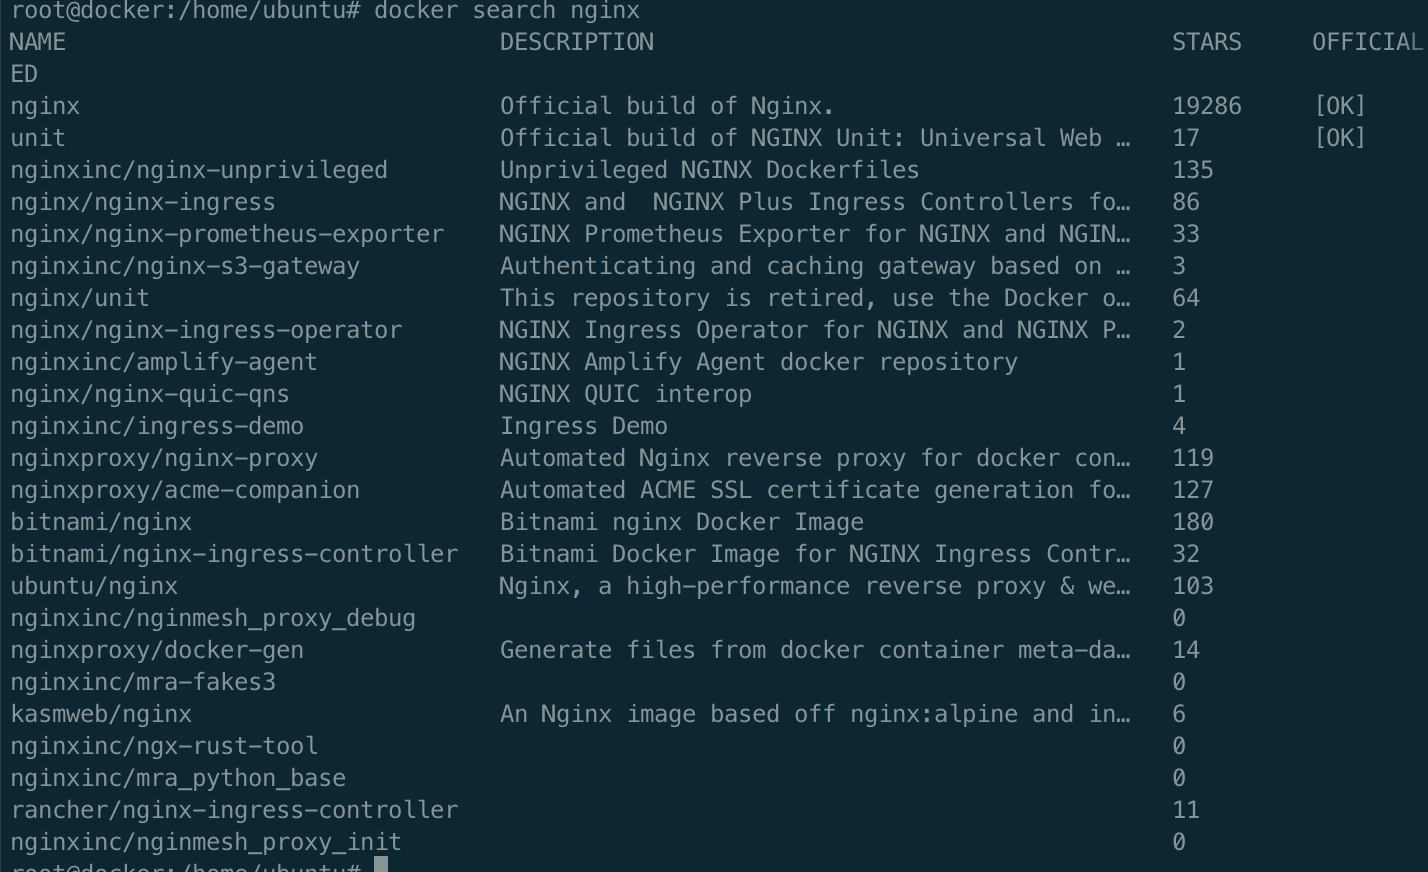 root@docker:/home/ubuntu# docker search nginx
NAME DESCRIPTION STARS OFFICIAL
ED
nginx Official build of Nginx. 19286 [OK]
unit Official build of NGINX Unit: Universal Web … 17 [OK]
nginxinc/nginx-unprivileged Unprivileged NGINX Dockerfiles 135
nginx/nginx-ingress NGINX and  NGINX Plus Ingress Controllers fo… 86
nginx/nginx-prometheus-exporter NGINX Prometheus Exporter for NGINX and NGIN… 33
nginxinc/nginx-s3-gateway Authenticating and caching gateway based on … 3
nginx/unit This repository is retired, use the Docker o… 64
nginx/nginx-ingress-operator NGINX Ingress Operator for NGINX and NGINX P… 2
nginxinc/amplify-agent NGINX Amplify Agent docker repository 1
nginx/nginx-quic-qns NGINX QUIC interop 1
nginxinc/ingress-demo Ingress Demo 4
nginxproxy/nginx-proxy Automated Nginx reverse proxy for docker con… 119
nginxproxy/acme-companion Automated ACME SSL certificate generation fo… 127
bitnami/nginx Bitnami nginx Docker Image 180
bitnami/nginx-ingress-controller Bitnami Docker Image for NGINX Ingress Contr… 32
ubuntu/nginx Nginx, a high-performance reverse proxy & we… 103
nginxinc/nginmesh_proxy_debug 0
nginxproxy/docker-gen Generate files from docker container meta-da… 14
nginxinc/mra-fakes3 0
kasmweb/nginx An Nginx image based off nginx:alpine and in… 6
nginxinc/ngx-rust-tool 0
nginxinc/mra_python_base 0
rancher/nginx-ingress-controller 11
nginxinc/nginmesh_proxy_init 0
root@docker:/home/ubuntu#